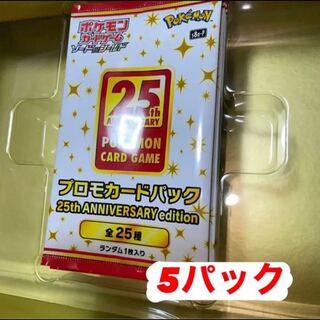 ポケモン
カードゲーム
ソード&シールド
Pokémon
s8a-P
25th
ANNIVERSARY
POKÉMON
CARD GAME
プロモカードパック
25th ANNIVERSARY edition
全25種
ランダム1枚入り
5パック